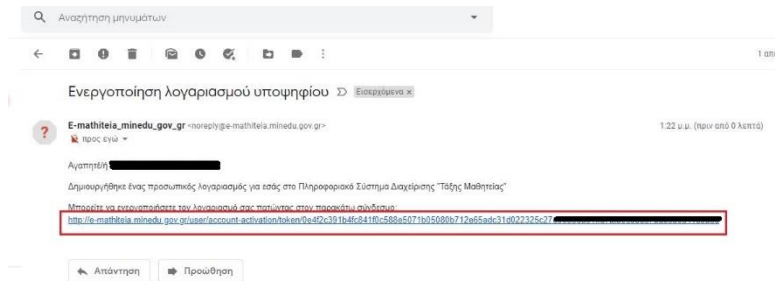 Αναζήτηση μηνυμάτων
1 από
Ενεργοποίηση λογαριασμού υποψηφίου Εισερχόμενα x
E-mathiteia_minedu_gov_gr <noreply@e-mathiteia.minedu.gov.gr>
1:22 μ.μ. (πριν από 0 λεπτά)
προς εγώ
Αγαπητέ/ή
Δημιουργήθηκε ένας προσωπικός λογαριασμός για εσάς στο Πληροφοριακό Σύστημα Διαχείρισης "Τάξης Μαθητείας"
Μπορείτε να ενεργοποιήσετε τον λογαριασμό σας πατώντας στον παρακάτω σύνδεσμο:
http://e-mathiteia.minedu.gov.gr/user/account-activation/token/0e4f2c391b4fc841f0c588e5071b05080b712e65adc31d022325c27
Απάντηση
Προώθηση